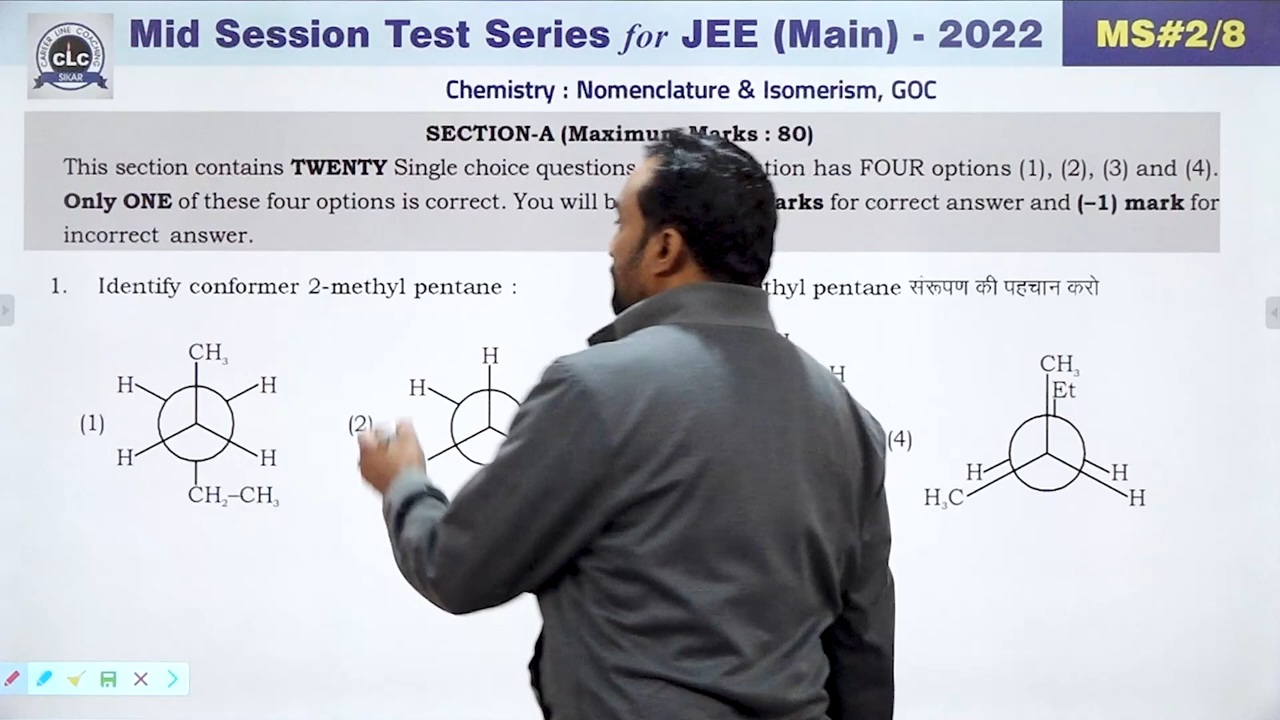 Mid Session Test Series for JEE (Main) - 2022
MS#2/8
CAREER LINE COACHING
CLC
SIKAR
Chemistry : Nomenclature & Isomerism, GOC
SECTION-A (Maximum Marks : 80)
This section contains TWENTY Single choice questions has FOUR options (1), (2), (3) and (4).
Only ONE of these four options is correct. You will for correct answer and (–1) mark for
incorrect answer.
1. Identify conformer 2-methyl pentane : pentane संरूपण की पहचान करो
(1)
CH₃
H H
H H
CH₂–CH₃
(2)
H
H
H
(4)
CH₃
Et
H H
H₃C H